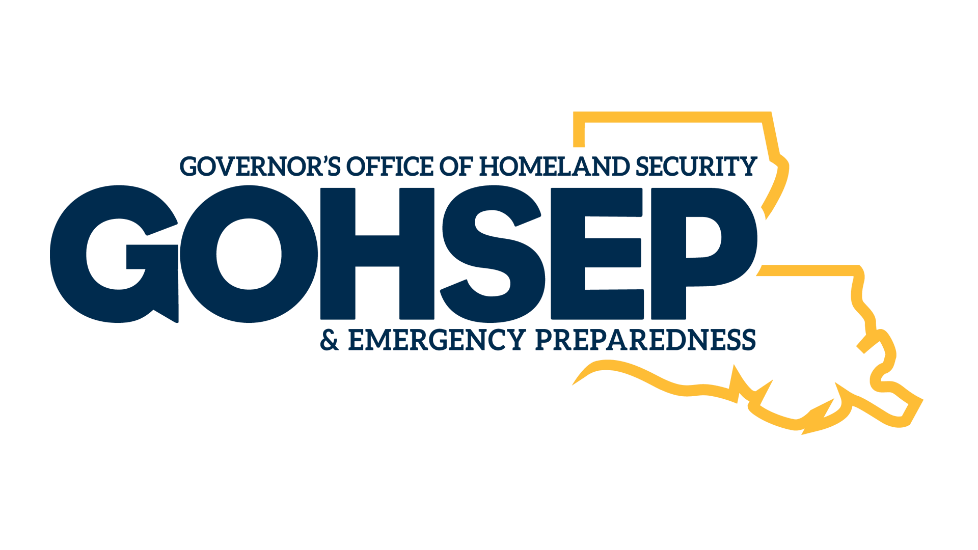 GOVERNOR'S OFFICE OF HOMELAND SECURITY
GOHSEP
& EMERGENCY PREPAREDNESS